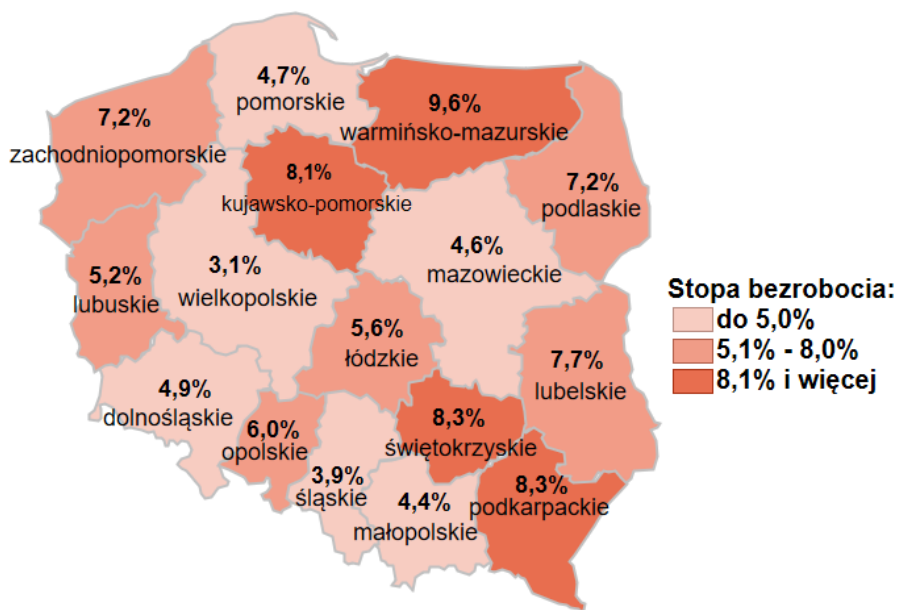 4,7%
pomorskie
9,6%
warmińsko-mazurskie
7,2%
zachodniopomorskie
8,1%
kujawsko-pomorskie
7,2%
podlaskie
4,6%
mazowieckie
5,2%
lubuskie
3,1%
wielkopolskie
5,6%
łódzkie
7,7%
lubelskie
4,9%
dolnośląskie
6,0%
opolskie
8,3%
świętokrzyskie
3,9%
śląskie
4,4%
małopolskie
8,3%
podkarpackie
Stopa bezrobocia:
do 5,0%
5,1% - 8,0%
8,1% i więcej